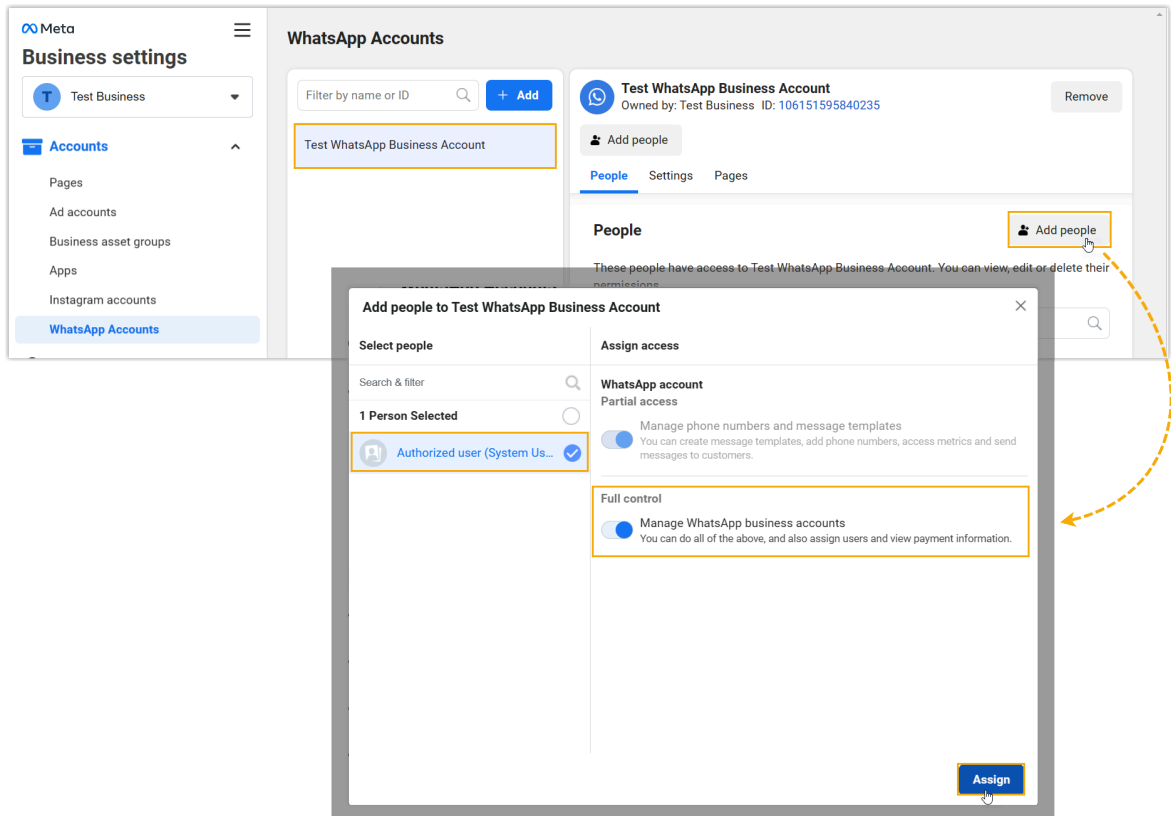 Meta
Business settings
T Test Business
Accounts
Pages
Ad accounts
Business asset groups
Apps
Instagram accounts
WhatsApp Accounts
WhatsApp Accounts
Filter by name or ID
+ Add
Test WhatsApp Business Account
Test WhatsApp Business Account
Owned by: Test Business ID: 106151595840235
Remove
Add people
People Settings Pages
People
Add people
These people have access to Test WhatsApp Business Account. You can view, edit or delete their
permissions.
Add people to Test WhatsApp Business Account
Select people
Search & filter
1 Person Selected
Authorized user (System Us...
Assign access
WhatsApp account
Partial access
Manage phone numbers and message templates
You can create message templates, add phone numbers, access metrics and send
messages to customers.
Full control
Manage WhatsApp business accounts
You can do all of the above, and also assign users and view payment information.
Assign